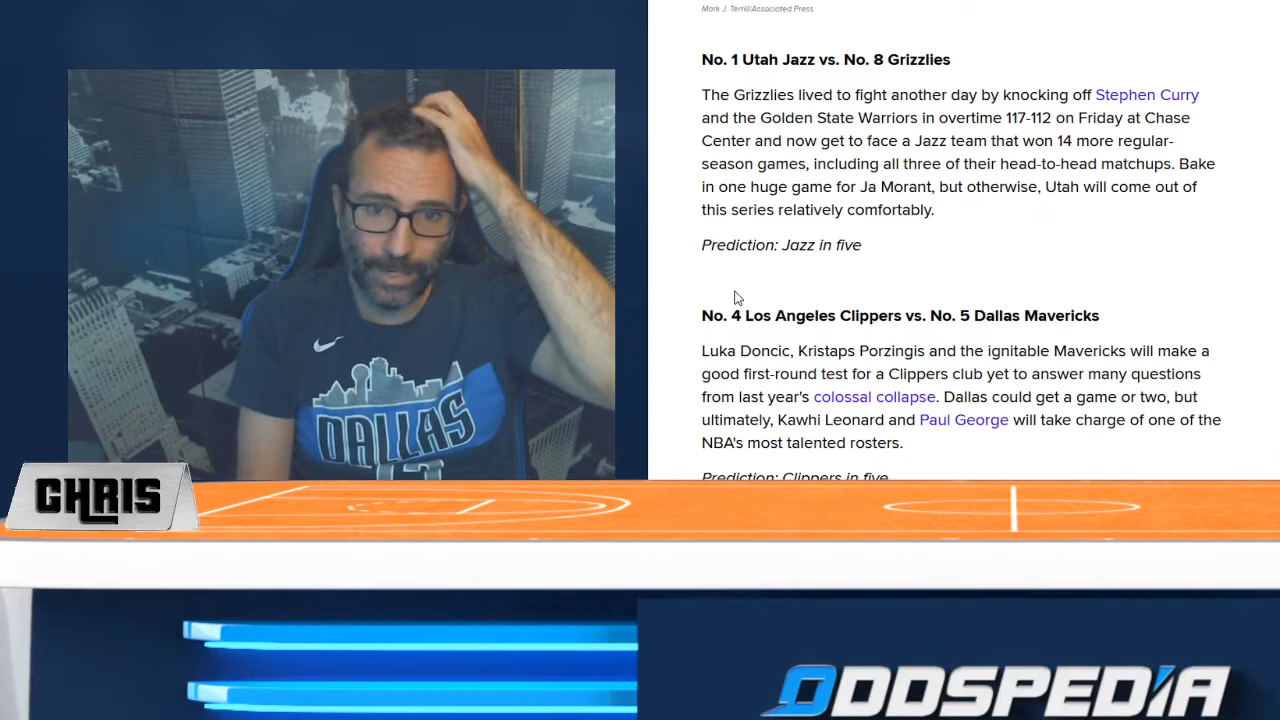 Mark J. Terrill/Associated Press
No. 1 Utah Jazz vs. No. 8 Grizzlies
The Grizzlies lived to fight another day by knocking off Stephen Curry
and the Golden State Warriors in overtime 117-112 on Friday at Chase
Center and now get to face a Jazz team that won 14 more regular-
season games, including all three of their head-to-head matchups. Bake
in one huge game for Ja Morant, but otherwise, Utah will come out of
this series relatively comfortably.
Prediction: Jazz in five
No. 4 Los Angeles Clippers vs. No. 5 Dallas Mavericks
Luka Doncic, Kristaps Porzingis and the ignitable Mavericks will make a
good first-round test for a Clippers club yet to answer many questions
from last year's colossal collapse. Dallas could get a game or two, but
ultimately, Kawhi Leonard and Paul George will take charge of one of the
NBA's most talented rosters.
Prediction: Clippers in five
DALLAS
CHRIS
ODDSPEDIA